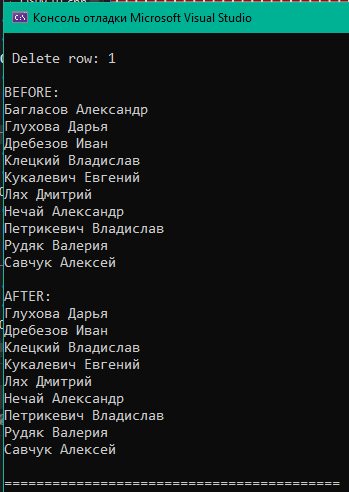 Консоль отладки Microsoft Visual Studio
Delete row: 1
BEFORE:
Багласов Александр
Глухова Дарья
Дребезов Иван
Клецкий Владислав
Кукалевич Евгений
Лях Дмитрий
Нечай Александр
Петрикевич Владислав
Рудяк Валерия
Савчук Алексей
AFTER:
Глухова Дарья
Дребезов Иван
Клецкий Владислав
Кукалевич Евгений
Лях Дмитрий
Нечай Александр
Петрикевич Владислав
Рудяк Валерия
Савчук Алексей
==========================================